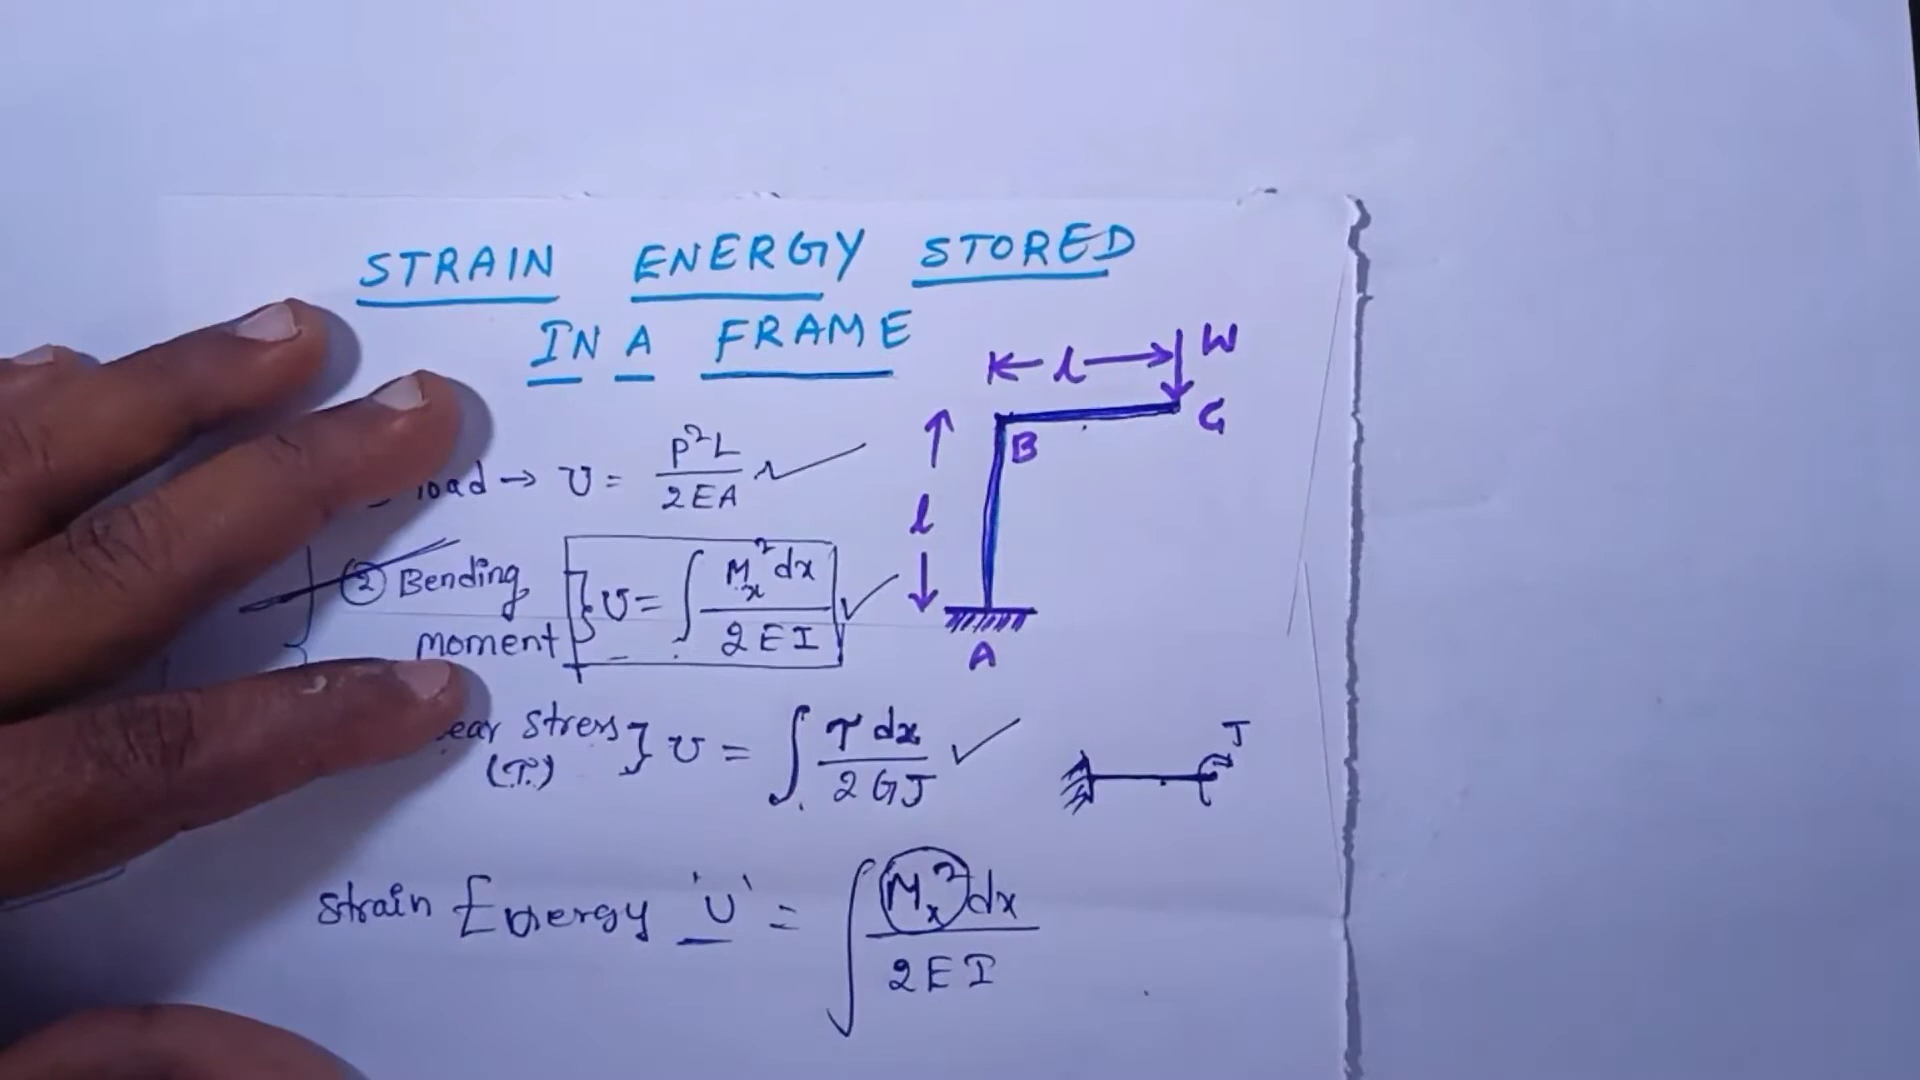 STRAIN ENERGY STORED
IN A FRAME
load → U = P²L / 2EA
② Bending moment } U = ∫ Mₓ² dx / 2EI
ear stress (τ) } U = ∫ τ dx / 2GJ
strain Energy 'U' = ∫ Mₓ² dx / 2EI
l
W
B
C
l
A
J